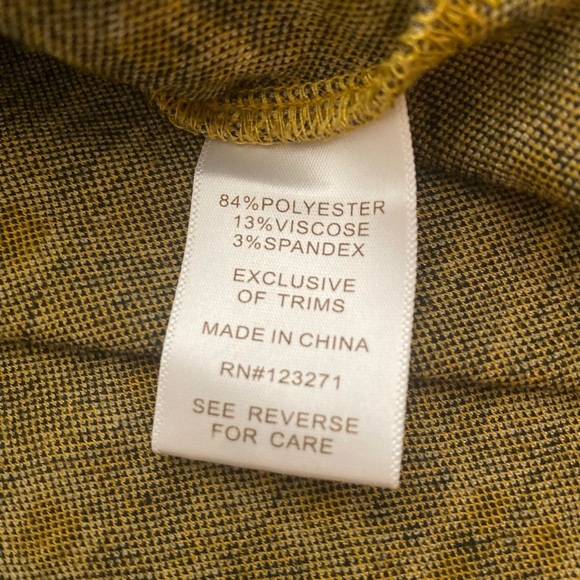 84%POLYESTER
13%VISCOSE
3%SPANDEX
EXCLUSIVE
OF TRIMS
MADE IN CHINA
RN#123271
SEE REVERSE
FOR CARE